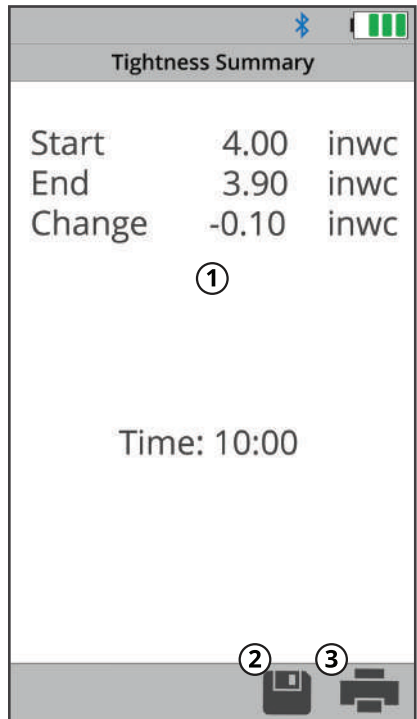 Tightness Summary
Start 4.00 inwc
End 3.90 inwc
Change -0.10 inwc
1
Time: 10:00
2 3